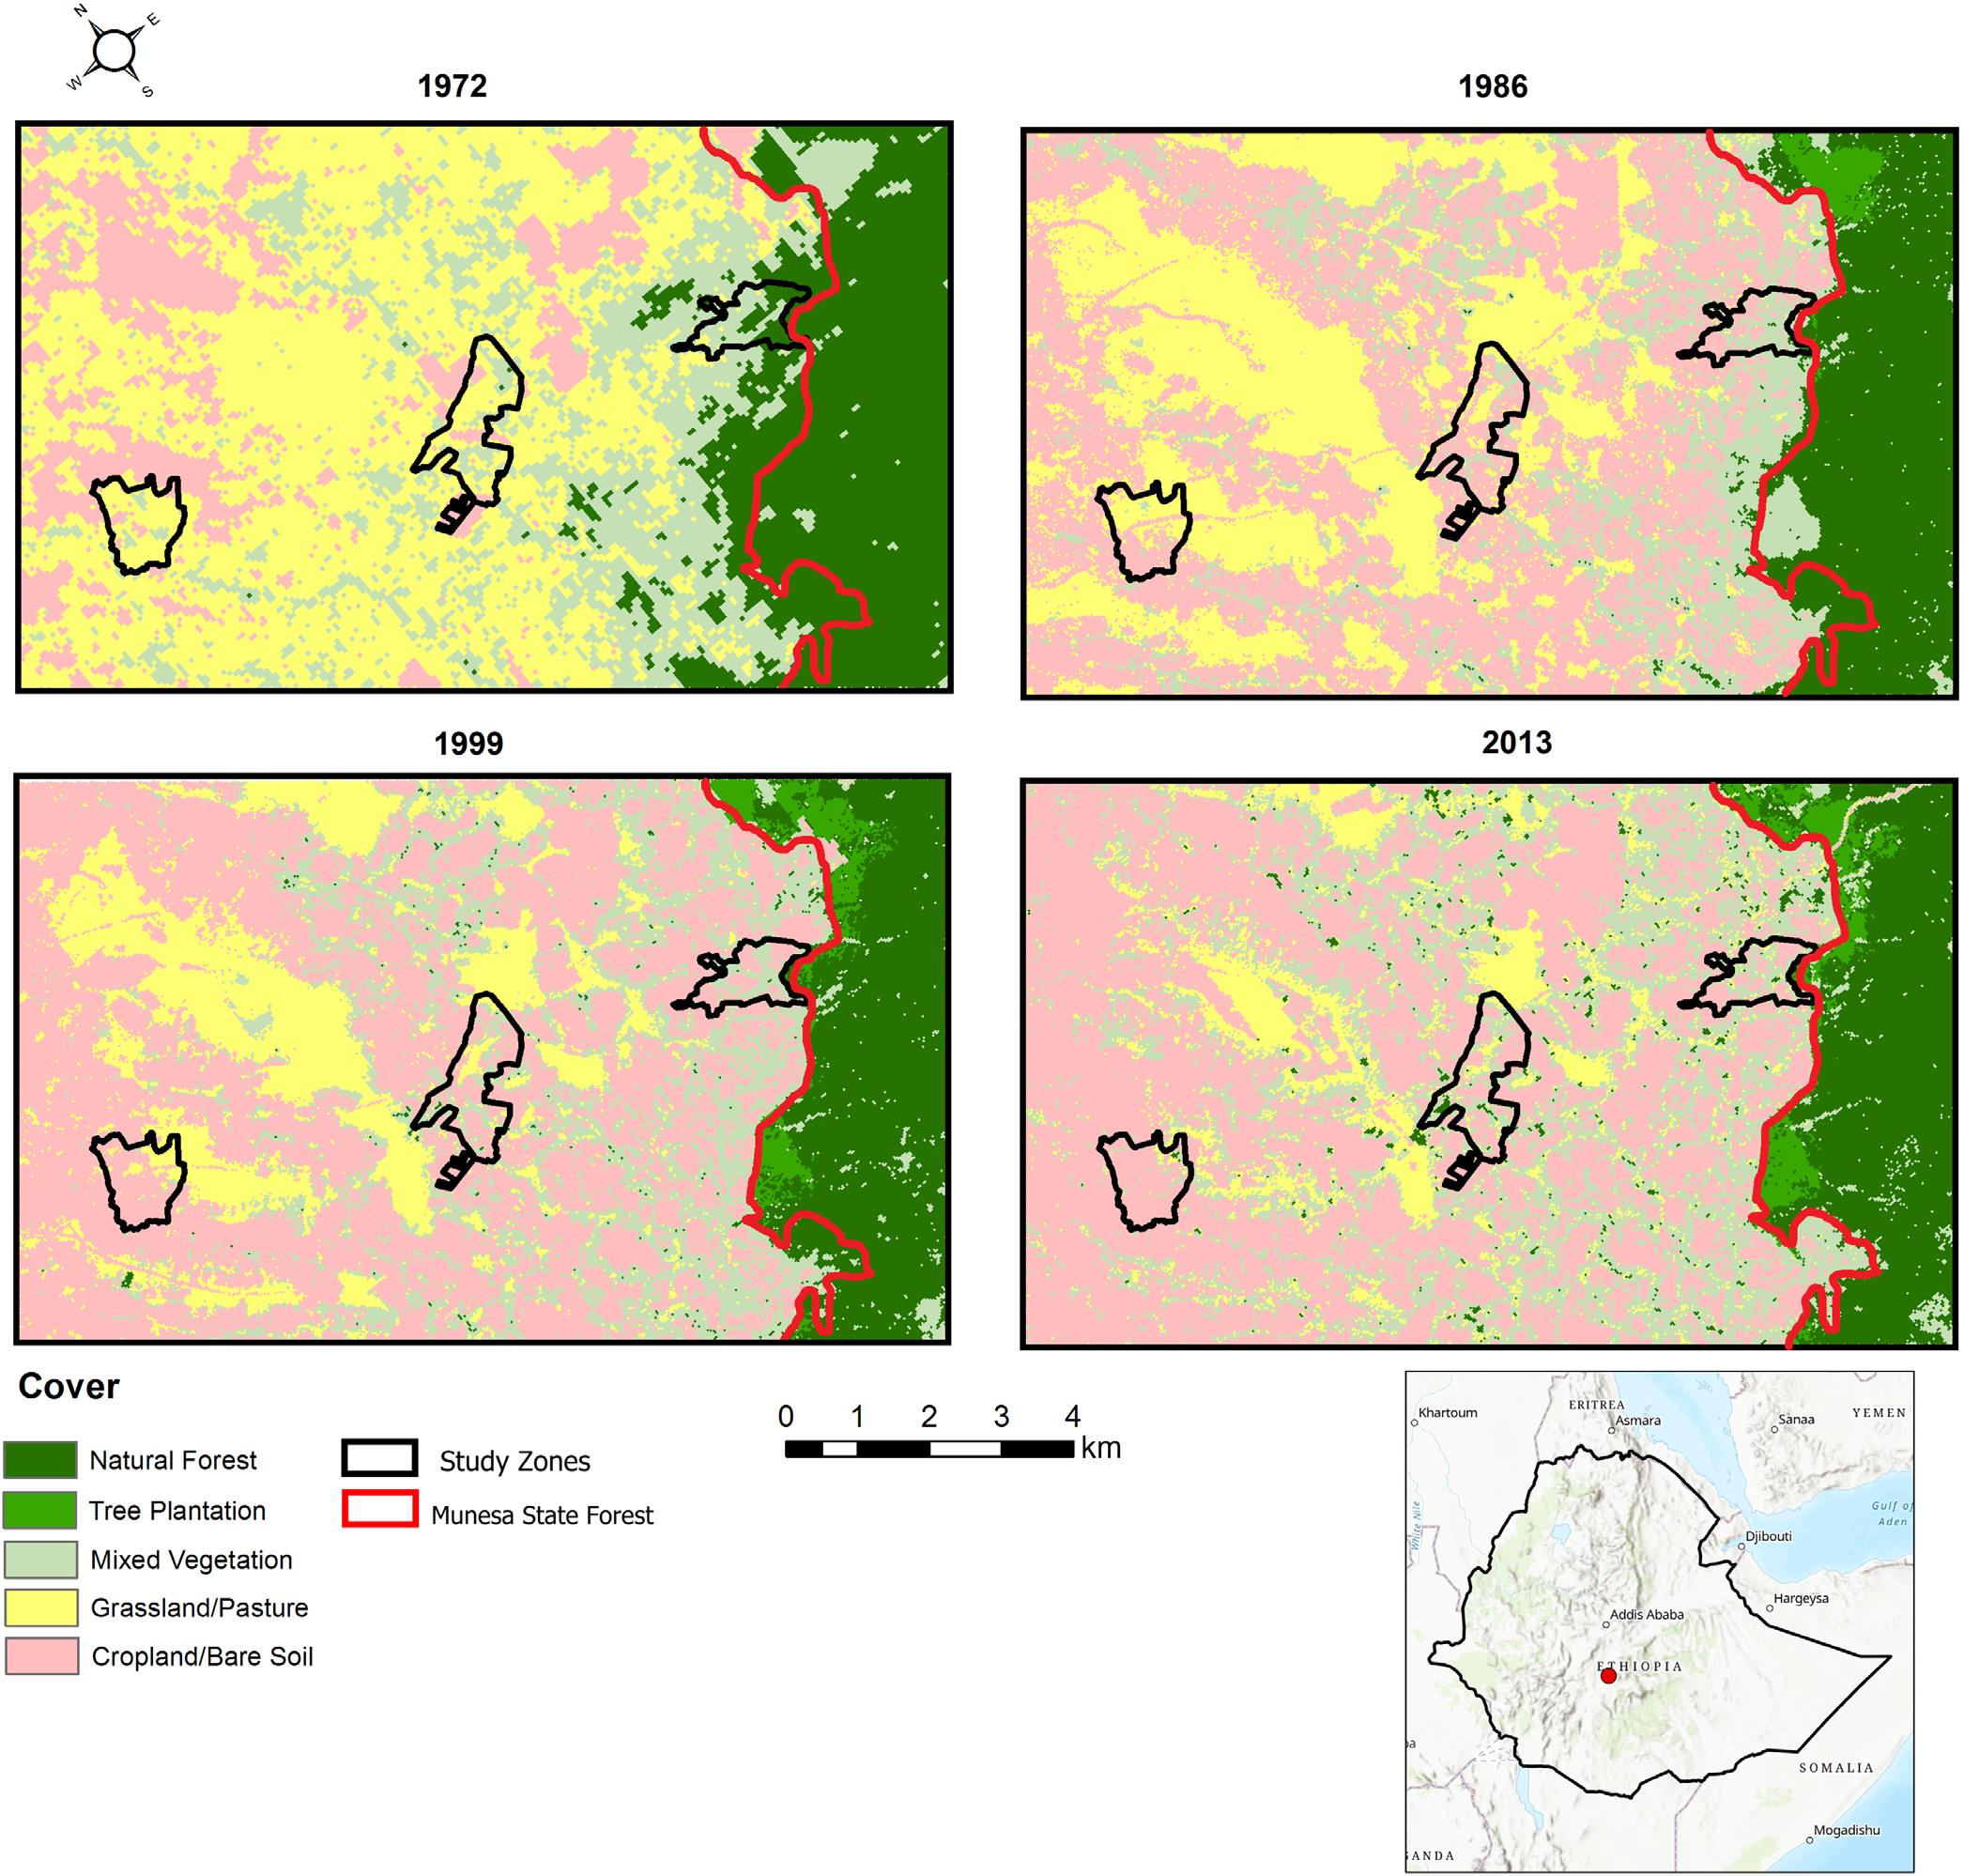 N
E
W
S
1972
1986
1999
2013
Cover
Natural Forest
Tree Plantation
Mixed Vegetation
Grassland/Pasture
Cropland/Bare Soil
Study Zones
Munesa State Forest
0 1 2 3 4
km
Khartoum
ERITREA
Asmara
Sanaa
YEMEN
White Nile
Gulf of
Aden
Djibouti
Hargeysa
Addis Ababa
ETHIOPIA
SOMALIA
Mogadishu
ANDA